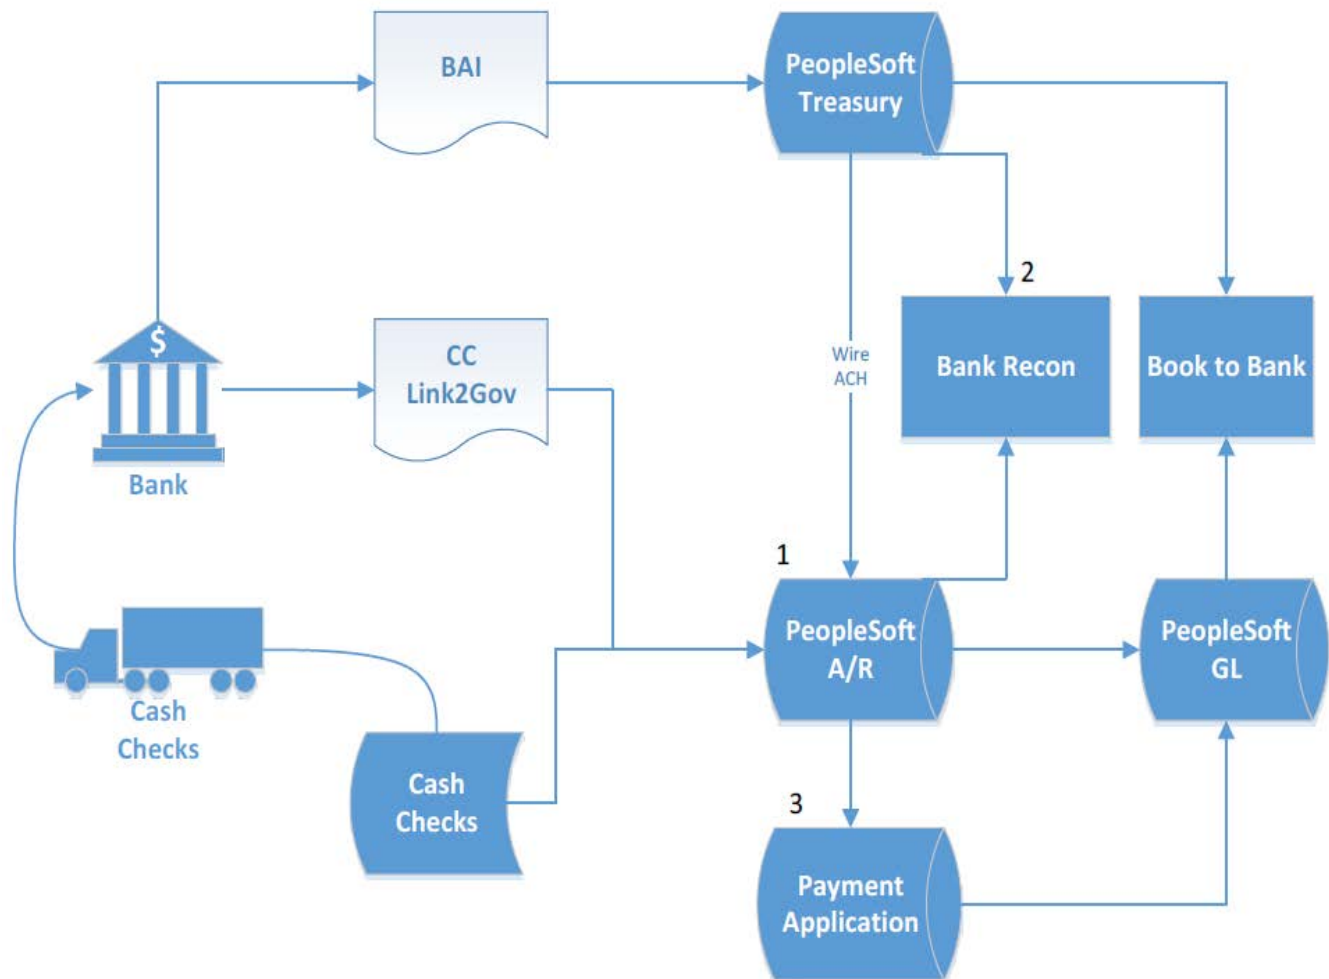 BAI
PeopleSoft
Treasury
$
Bank
CC
Link2Gov
Wire
ACH
2
Bank Recon
Book to Bank
1
PeopleSoft
A/R
PeopleSoft
GL
Cash
Checks
Cash
Checks
3
Payment
Application